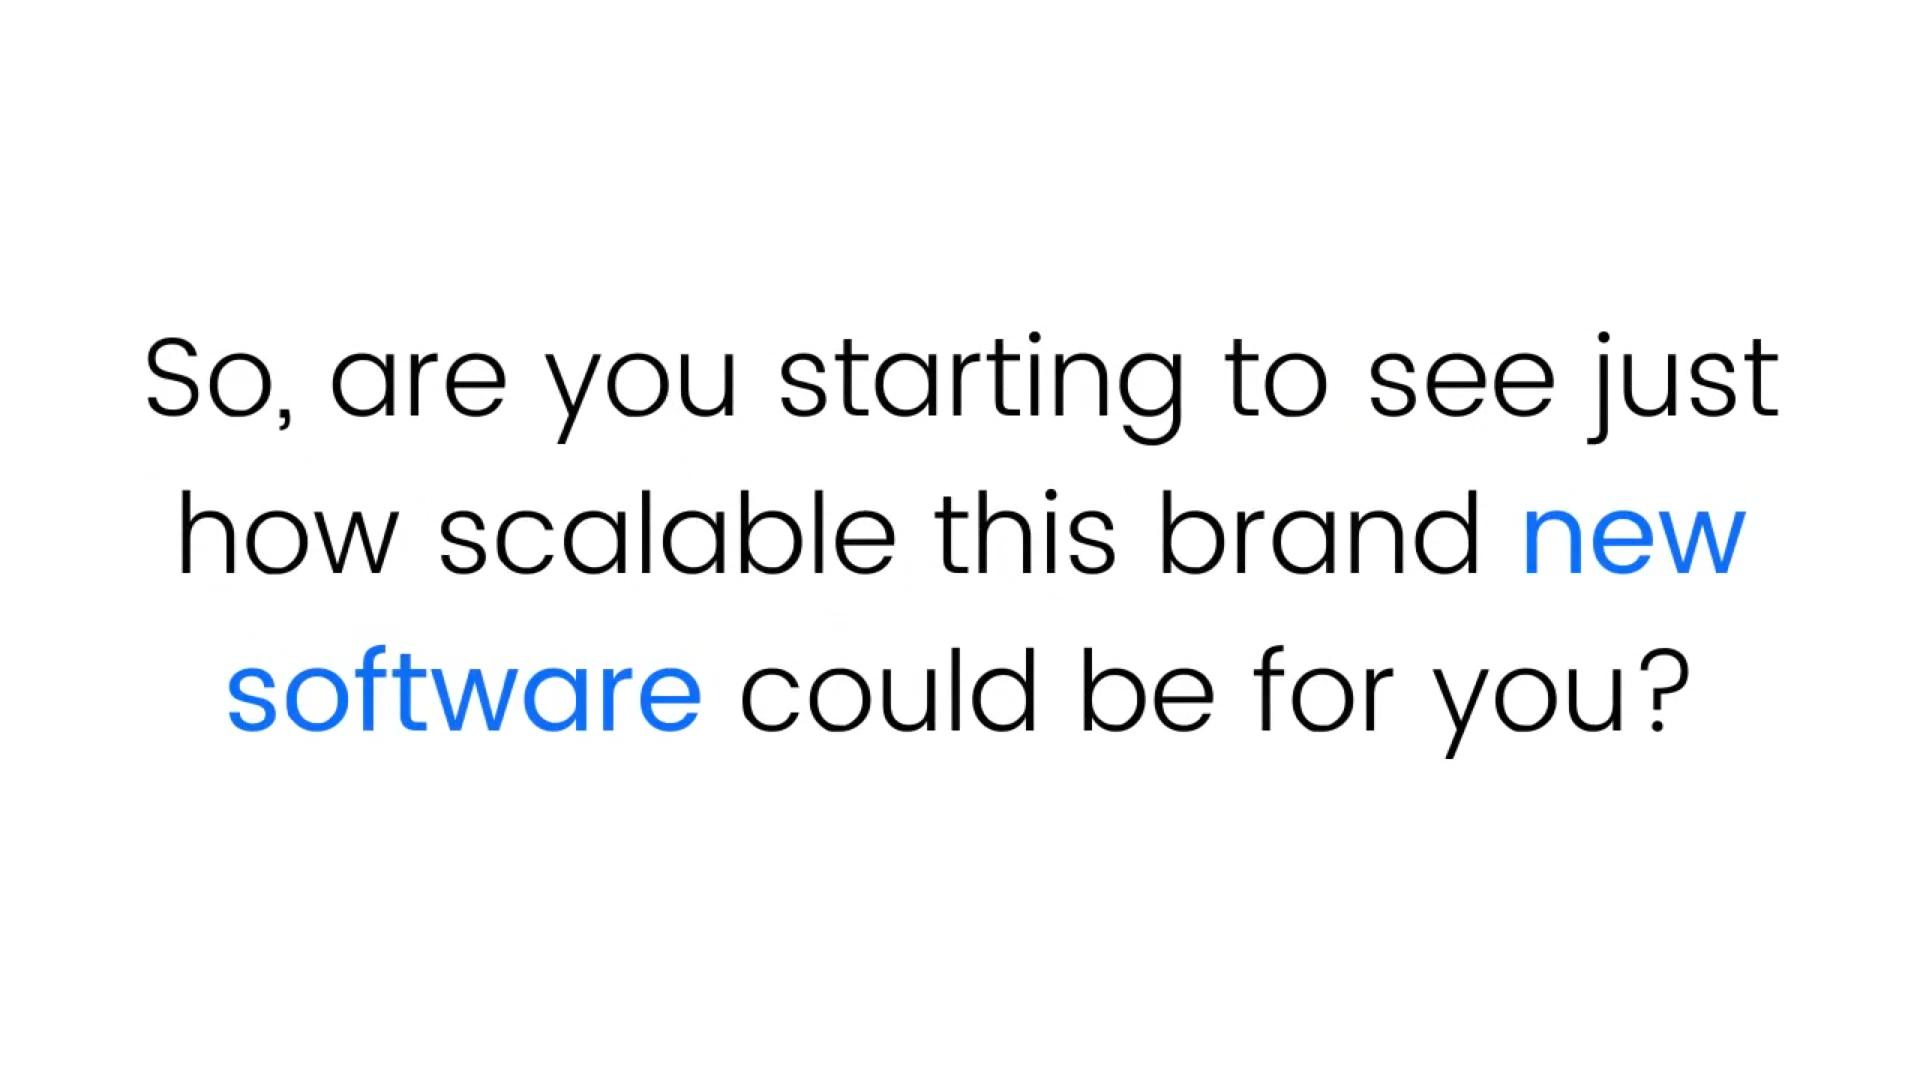 So, are you starting to see just
how scalable this brand new
software could be for you?